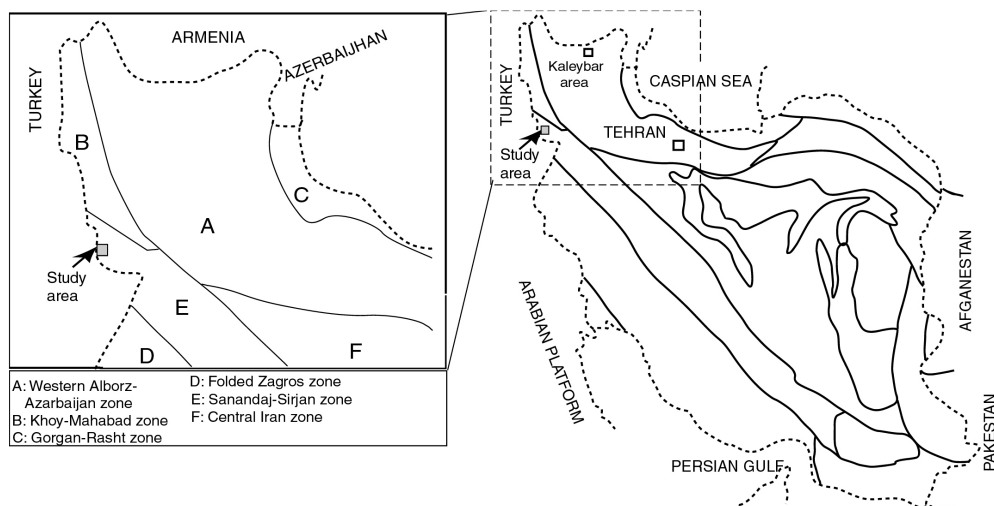 ARMENIA
AZERBAIJHAN
TURKEY
B
C
A
Study
area
E
D
F
A: Western Alborz-
Azarbaijan zone
B: Khoy-Mahabad zone
C: Gorgan-Rasht zone
D: Folded Zagros zone
E: Sanandaj-Sirjan zone
F: Central Iran zone
Kaleybar
area
CASPIAN SEA
TURKEY
TEHRAN
Study
area
AFGANESTAN
ARABIAN PLATFORM
PERSIAN GULF
PAKESTAN